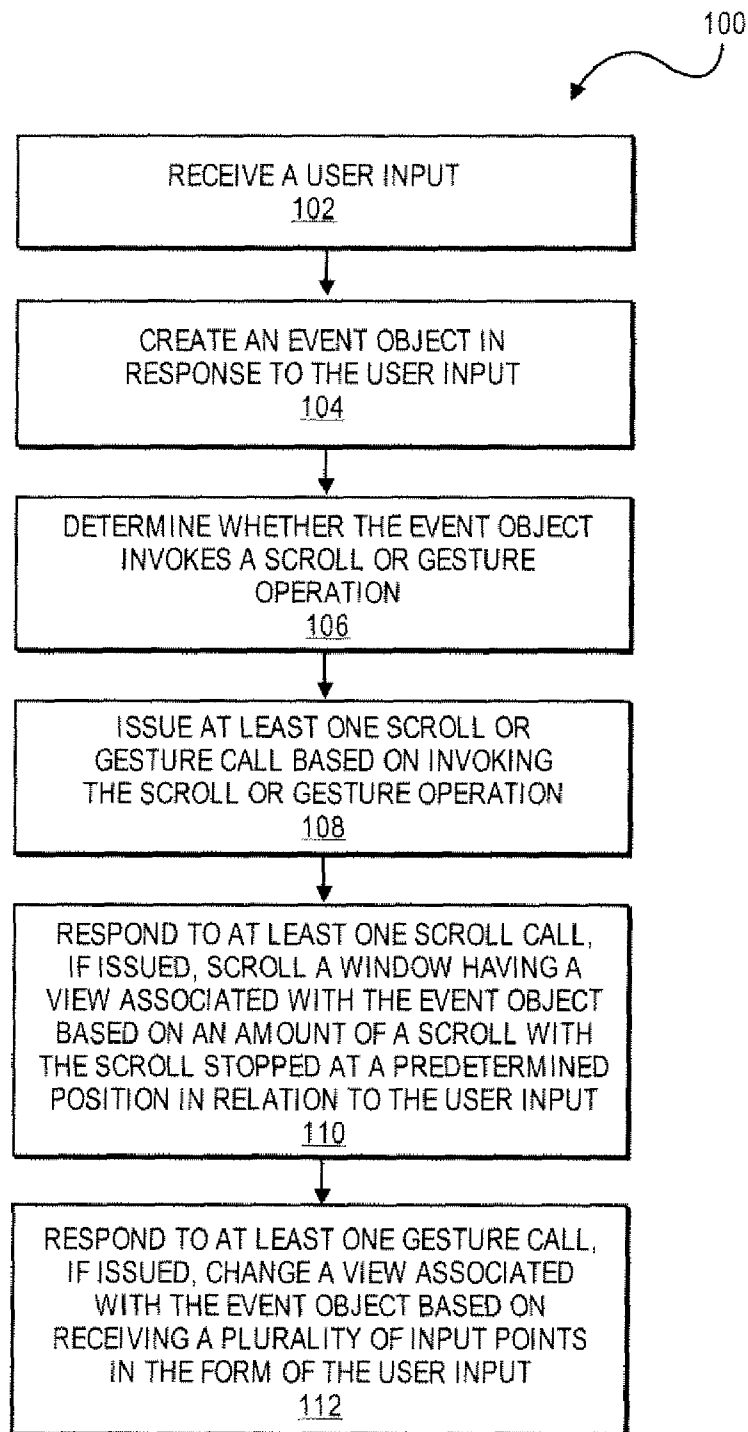 100
RECEIVE A USER INPUT
102
CREATE AN EVENT OBJECT IN
RESPONSE TO THE USER INPUT
104
DETERMINE WHETHER THE EVENT OBJECT
INVOKES A SCROLL OR GESTURE
OPERATION
106
ISSUE AT LEAST ONE SCROLL OR
GESTURE CALL BASED ON INVOKING
THE SCROLL OR GESTURE OPERATION
108
RESPOND TO AT LEAST ONE SCROLL CALL,
IF ISSUED, SCROLL A WINDOW HAVING A
VIEW ASSOCIATED WITH THE EVENT OBJECT
BASED ON AN AMOUNT OF A SCROLL WITH
THE SCROLL STOPPED AT A PREDETERMINED
POSITION IN RELATION TO THE USER INPUT
110
RESPOND TO AT LEAST ONE GESTURE CALL,
IF ISSUED, CHANGE A VIEW ASSOCIATED
WITH THE EVENT OBJECT BASED ON
RECEIVING A PLURALITY OF INPUT POINTS
IN THE FORM OF THE USER INPUT
112